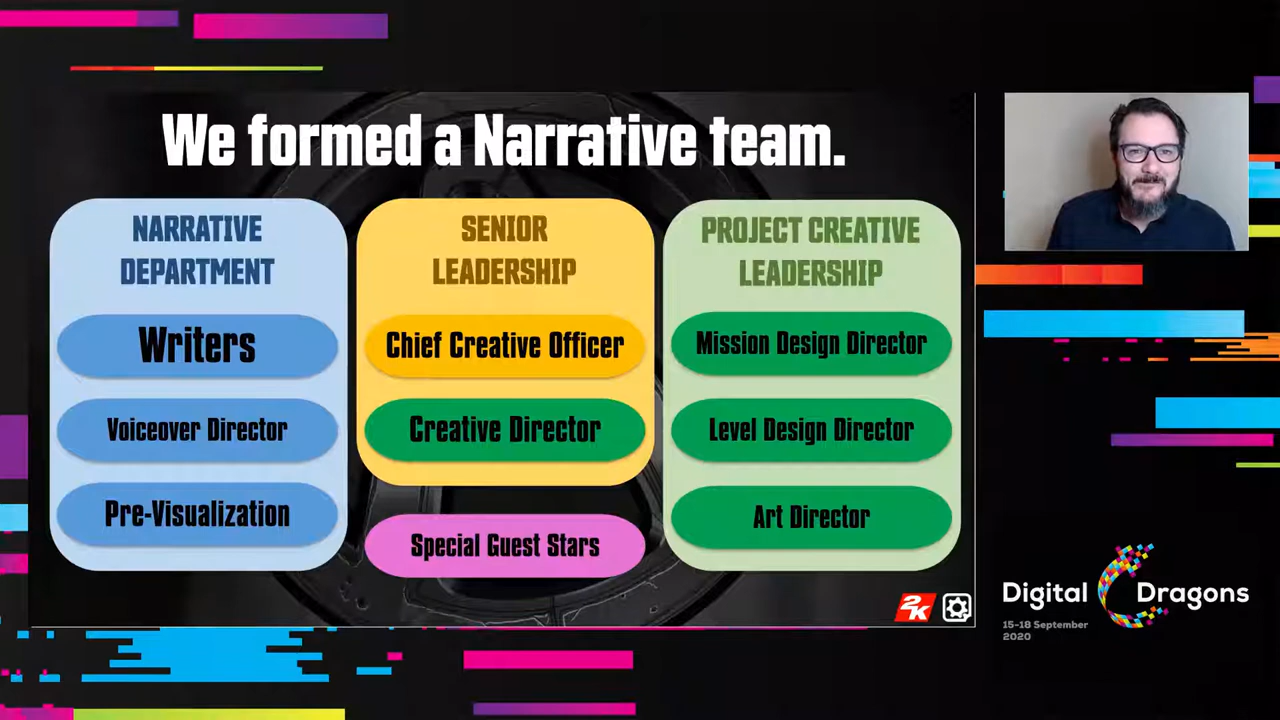 We formed a Narrative team.
NARRATIVE
DEPARTMENT
Writers
Voiceover Director
Pre-Visualization
SENIOR
LEADERSHIP
Chief Creative Officer
Creative Director
Special Guest Stars
PROJECT CREATIVE
LEADERSHIP
Mission Design Director
Level Design Director
Art Director
2K
Digital Dragons
15-18 September
2020